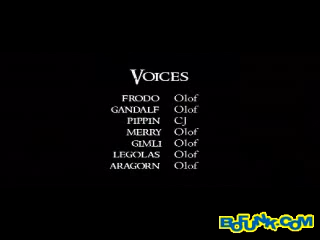 VOICES
FRODO Olof
GANDALF Olof
PIPPIN CJ
MERRY Olof
GIMLI Olof
LEGOLAS Olof
ARAGORN Olof
BOFUNK.COM